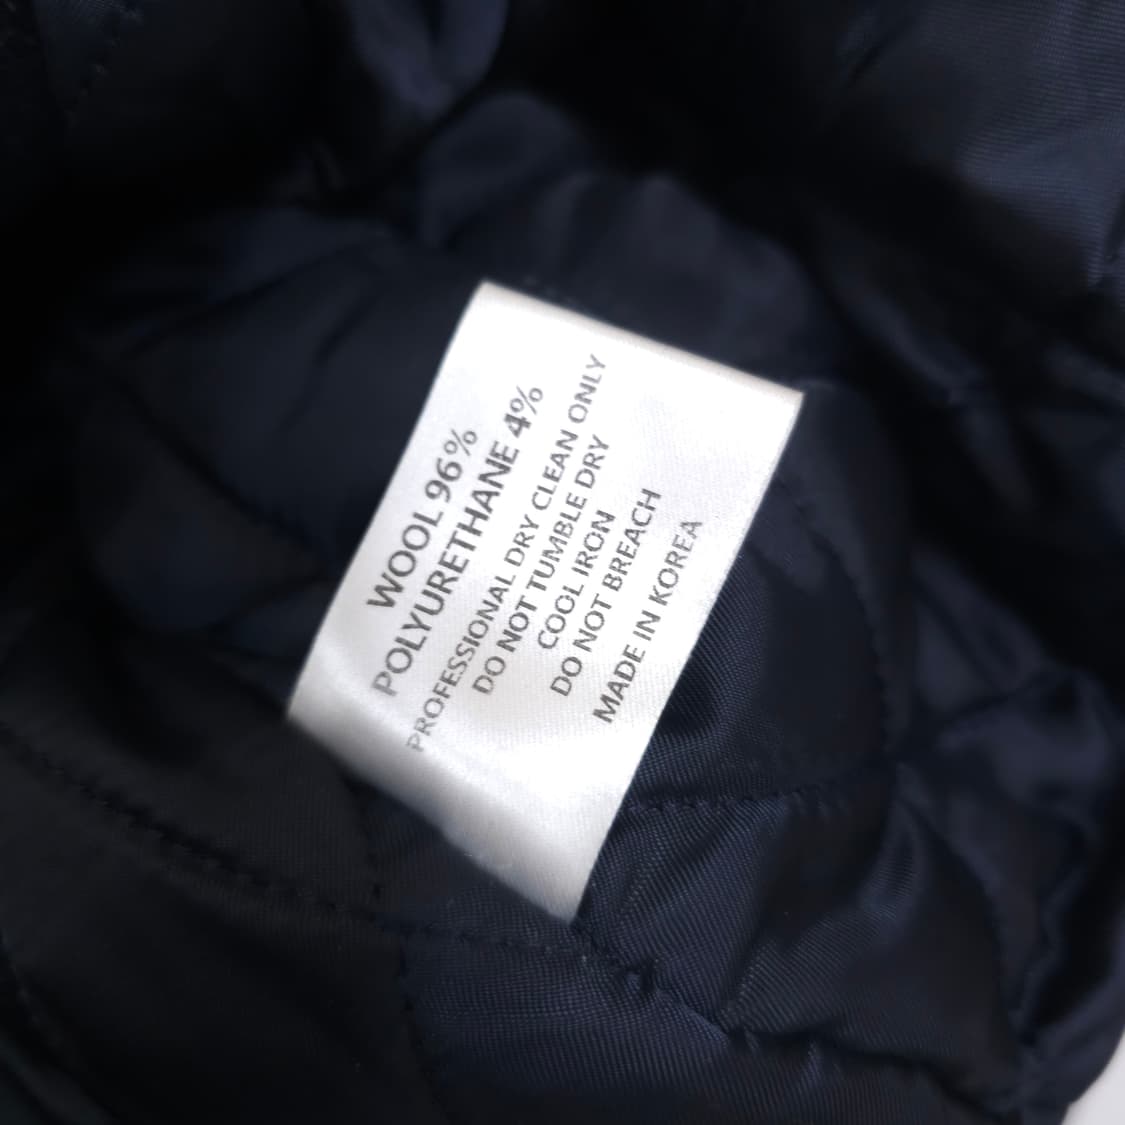 WOOL 96%
POLYURETHANE 4%
PROFESSIONAL DRY CLEAN ONLY
DO NOT TUMBLE DRY
COOL IRON
DO NOT BREACH
MADE IN KOREA